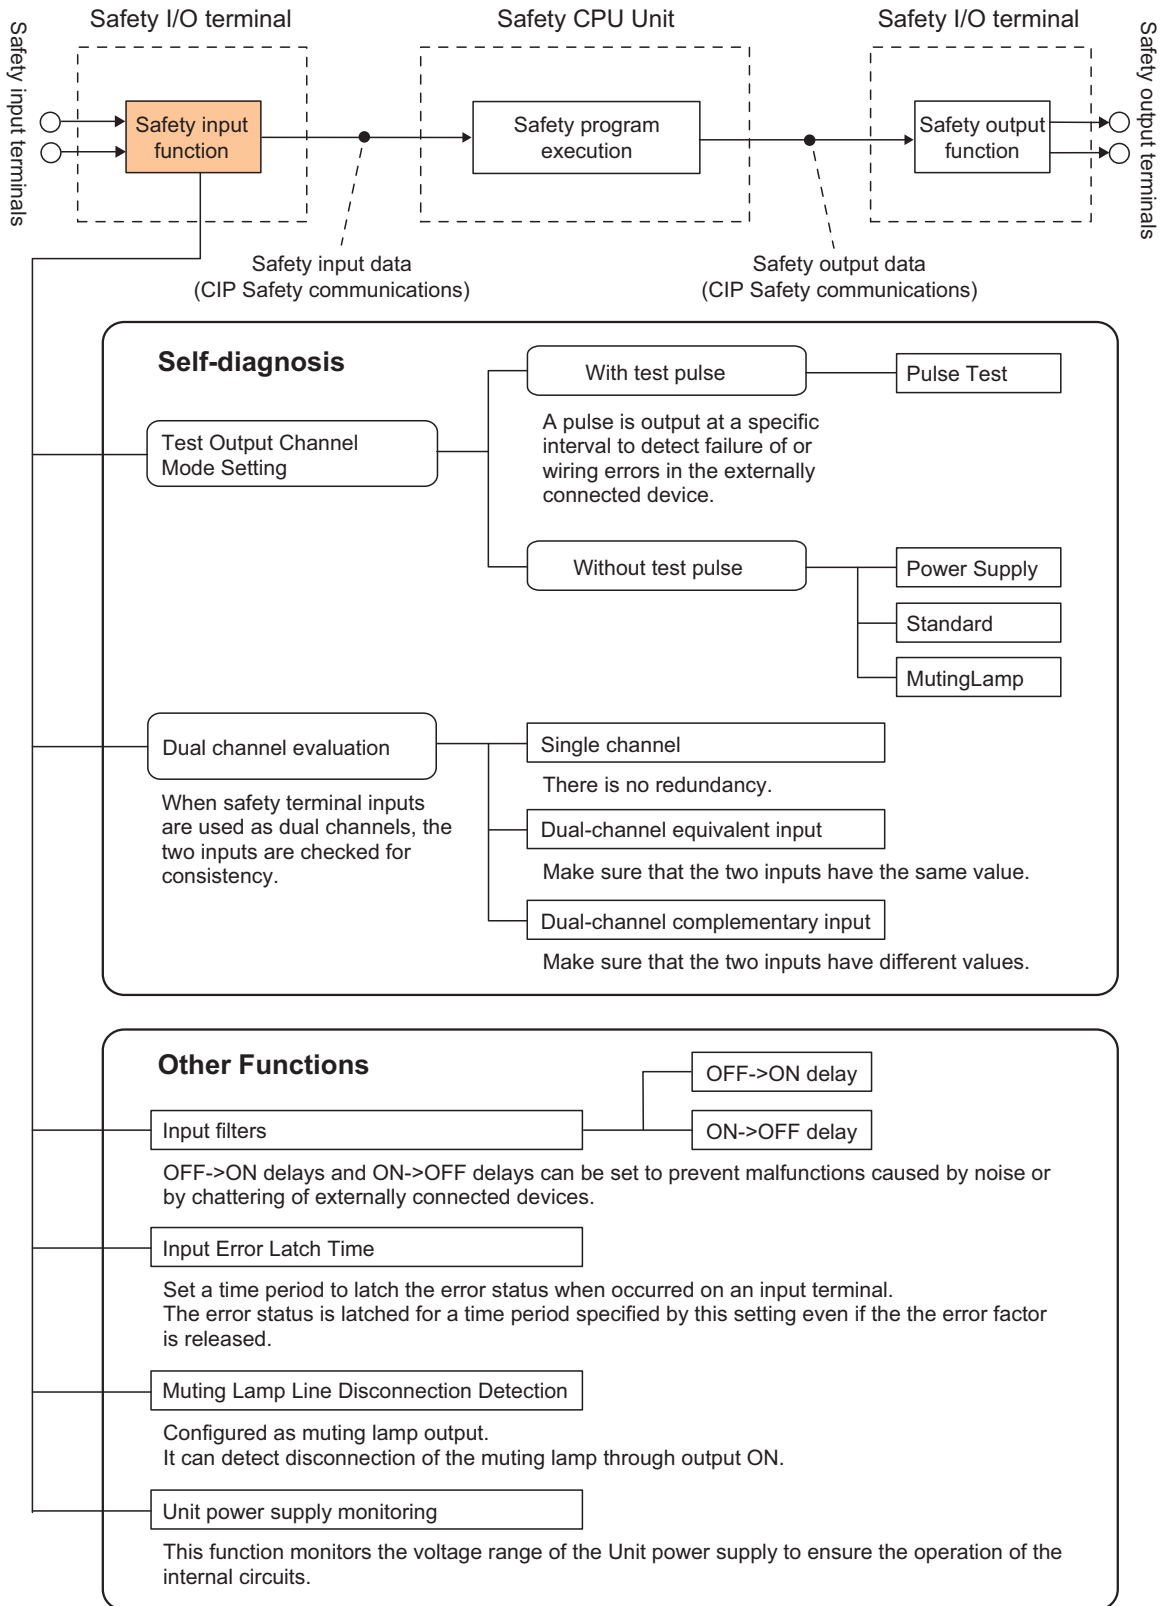 Safety I/O terminal
Safety CPU Unit
Safety I/O terminal
Safety input terminals
Safety output terminals
Safety input
function
Safety program
execution
Safety output
function
Safety input data
(CIP Safety communications)
Safety output data
(CIP Safety communications)
Self-diagnosis
Test Output Channel
Mode Setting
With test pulse
Pulse Test
A pulse is output at a specific
interval to detect failure of or
wiring errors in the externally
connected device.
Without test pulse
Power Supply
Standard
MutingLamp
Dual channel evaluation
When safety terminal inputs
are used as dual channels, the
two inputs are checked for
consistency.
Single channel
There is no redundancy.
Dual-channel equivalent input
Make sure that the two inputs have the same value.
Dual-channel complementary input
Make sure that the two inputs have different values.
Other Functions
OFF->ON delay
Input filters
ON->OFF delay
OFF->ON delays and ON->OFF delays can be set to prevent malfunctions caused by noise or
by chattering of externally connected devices.
Input Error Latch Time
Set a time period to latch the error status when occurred on an input terminal.
The error status is latched for a time period specified by this setting even if the the error factor
is released.
Muting Lamp Line Disconnection Detection
Configured as muting lamp output.
It can detect disconnection of the muting lamp through output ON.
Unit power supply monitoring
This function monitors the voltage range of the Unit power supply to ensure the operation of the
internal circuits.